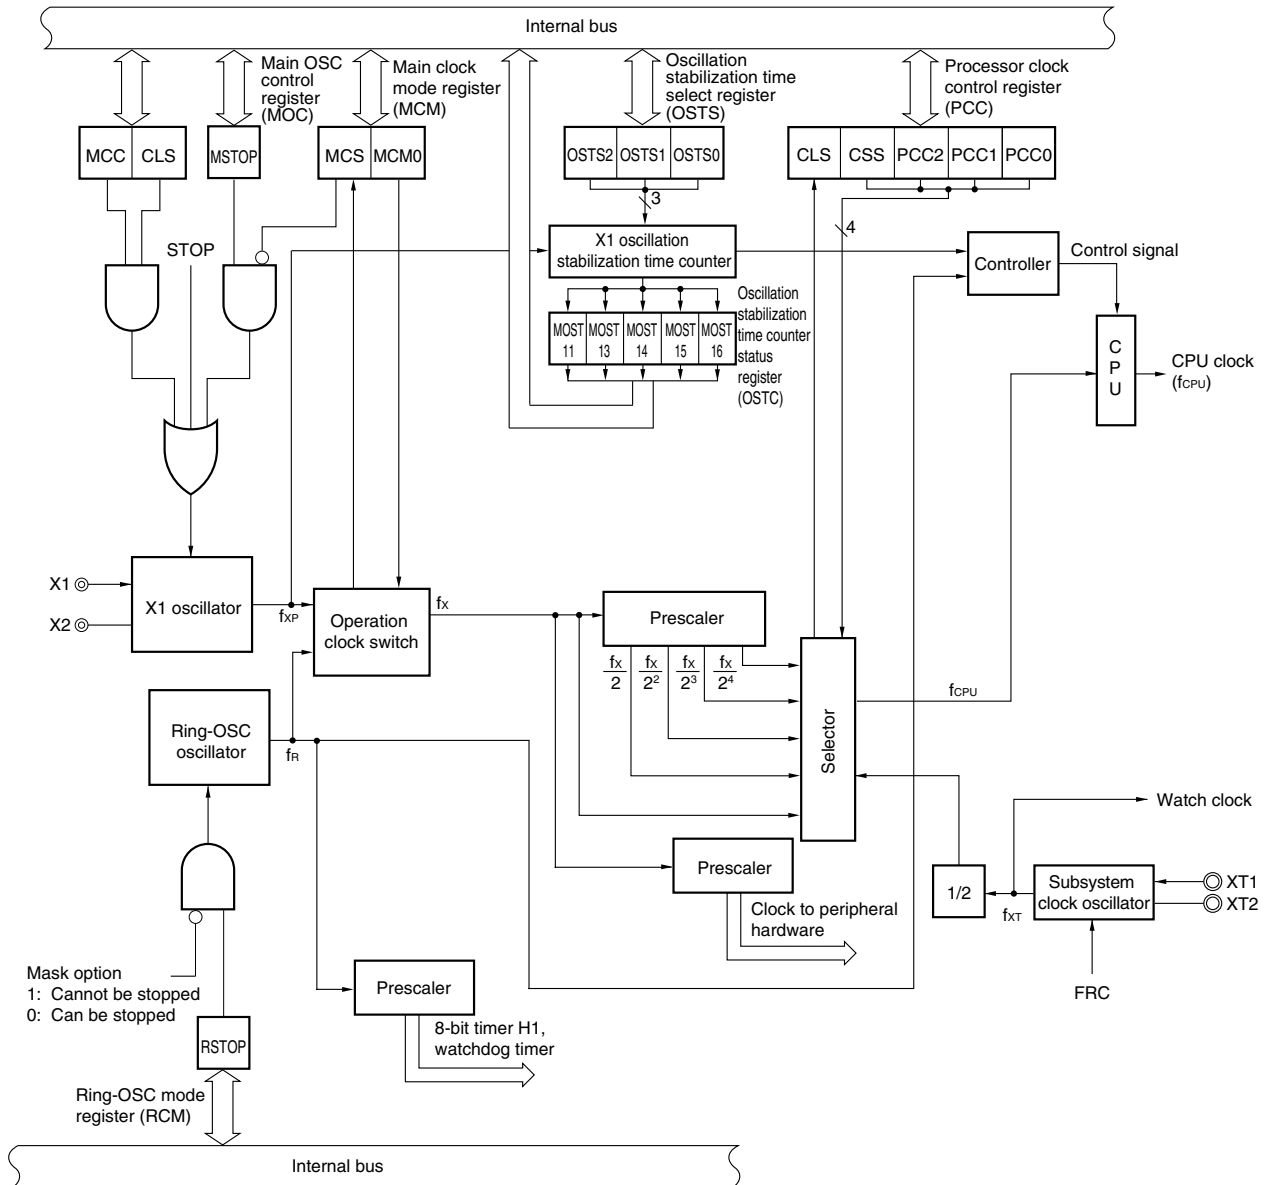 Internal bus
Main OSC
control
register
(MOC)
Main clock
mode register
(MCM)
Oscillation
stabilization time
select register
(OSTS)
Processor clock
control register
(PCC)
MCC CLS
MSTOP
MCS MCM0
OSTS2 OSTS1 OSTS0
CLS CSS PCC2 PCC1 PCC0
3
4
STOP
X1 oscillation
stabilization time counter
Controller
Control signal
MOST
11
MOST
13
MOST
14
MOST
15
MOST
16
Oscillation
stabilization
time counter
status
register
(OSTC)
C
P
U
CPU clock
(fCPU)
X1
X2
X1 oscillator
fXP
Operation
clock switch
fX
Prescaler
fX
2
fX
2²
fX
2³
fX
2⁴
Selector
fCPU
Ring-OSC
oscillator
fR
Watch clock
Prescaler
Clock to peripheral
hardware
1/2
fXT
Subsystem
clock oscillator
XT1
XT2
FRC
Mask option
1: Cannot be stopped
0: Can be stopped
Prescaler
8-bit timer H1,
watchdog timer
RSTOP
Ring-OSC mode
register (RCM)
Internal bus